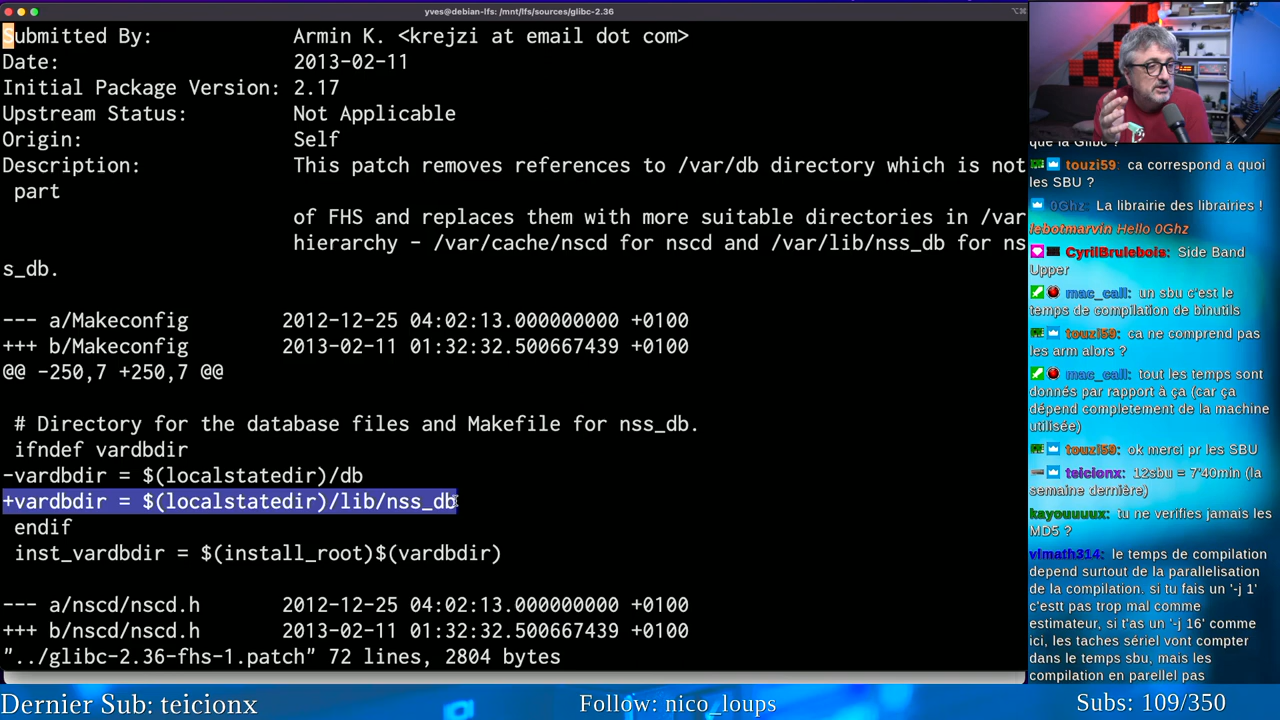 yves@debian-lfs: /mnt/lfs/sources/glibc-2.36
Submitted By:            Armin K. <krejzi at email dot com>
Date:                    2013-02-11
Initial Package Version: 2.17
Upstream Status:         Not Applicable
Origin:                  Self
Description:             This patch removes references to /var/db directory which is not
 part
                         of FHS and replaces them with more suitable directories in /var
                         hierarchy - /var/cache/nscd for nscd and /var/lib/nss_db for ns
s_db.
--- a/Makeconfig        2012-12-25 04:02:13.000000000 +0100
+++ b/Makeconfig        2013-02-11 01:32:32.500667439 +0100
@@ -250,7 +250,7 @@
 # Directory for the database files and Makefile for nss_db.
 ifndef vardbdir
-vardbdir = $(localstatedir)/db
+vardbdir = $(localstatedir)/lib/nss_db
 endif
 inst_vardbdir = $(install_root)$(vardbdir)
--- a/nscd/nscd.h       2012-12-25 04:02:13.000000000 +0100
+++ b/nscd/nscd.h       2013-02-11 01:32:32.500667439 +0100
"../glibc-2.36-fhs-1.patch" 72 lines, 2804 bytes
que la Glibc ?
touzi59: ca correspond a quoi
les SBU ?
0Ghz: La librairie des librairies !
lebotmarvin Hello 0Ghz
CyrilBrulebois: Side Band
Upper
mac_call: un sbu c'est le
temps de compilation de binutils
touzi59: ca ne comprend pas
les arm alors ?
mac_call: tout les temps sont
donnés par rapport à ça (car ça
dépend completement de la machine
utilisée)
touzi59: ok merci pr les SBU
teicionx: 12sbu = 7'40min (la
semaine dernière)
kayouuuux: tu ne verifies jamais les
MD5 ?
vimath314: le temps de compilation
depend surtout de la parallelisation
de la compilation. si tu fais un '-j 1'
c'estt pas trop mal comme
estimateur, si t'as un '-j 16' comme
ici, les taches sériel vont compter
dans le temps sbu, mais les
compilation en parellel pas
Dernier Sub: teicionx
Follow: nico_loups
Subs: 109/350